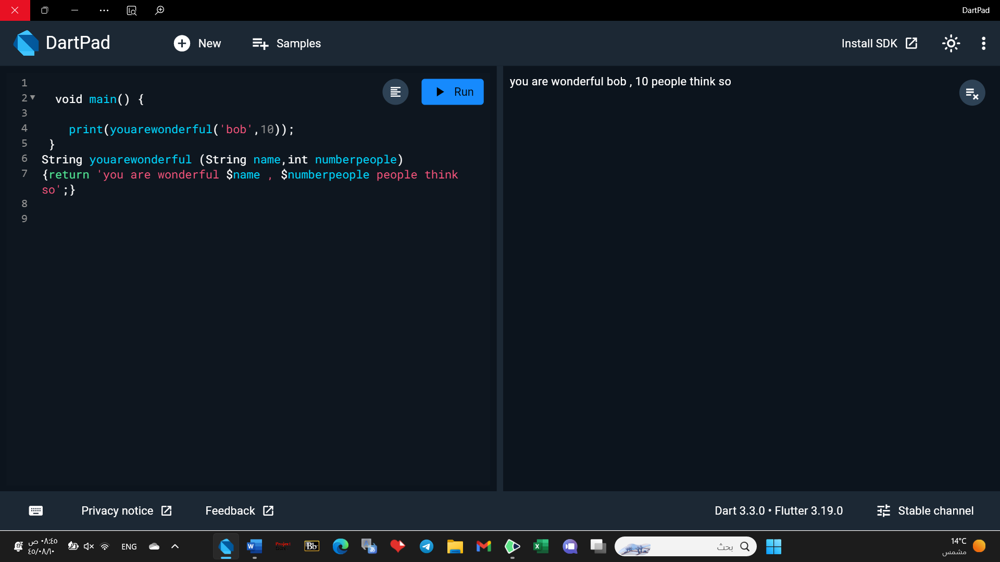 DartPad
DartPad
New
Samples
Install SDK
1
2 void main() {
3
4 print(youarewonderful('bob',10));
5 }
6 String youarewonderful (String name,int numberpeople)
7 {return 'you are wonderful $name , $numberpeople people think
so';}
8
9
Run
you are wonderful bob , 10 people think so
Privacy notice
Feedback
Dart 3.3.0 • Flutter 3.19.0
Stable channel
٠٨:٤٥ ص
٤٥/٠٨/١٠
ENG
Project
Bb
بحث
14°C
مشمس